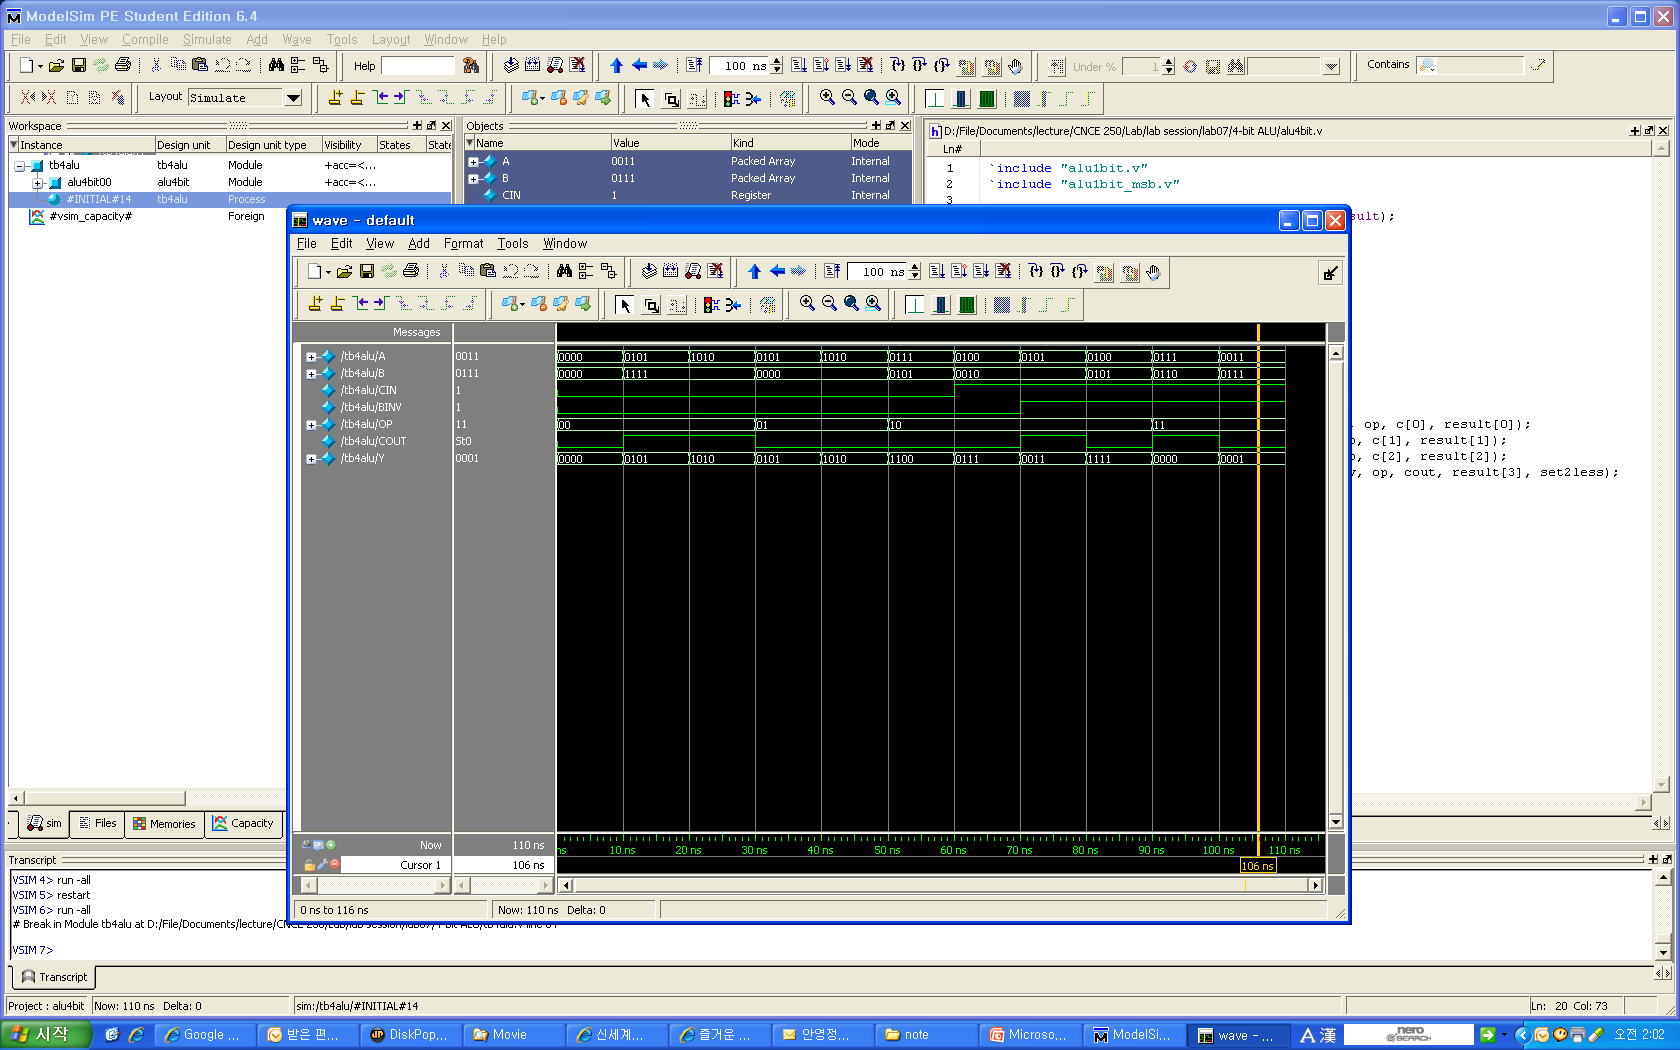 ModelSim PE Student Edition 6.4
File Edit View Compile Simulate Add Wave Tools Layout Window Help
Help 100 ns Under % 1 Contains
Layout Simulate
Workspace
Instance Design unit Design unit type Visibility States State
tb4alu tb4alu Module +acc=<...
alu4bit00 alu4bit Module +acc=<...
#INITIAL#14 tb4alu Process
#vsim_capacity# Foreign
Objects
Name Value Kind Mode
A 0011 Packed Array Internal
B 0111 Packed Array Internal
CIN 1 Register Internal
D:/File/Documents/lecture/CNCE 250/Lab/lab session/lab07/4-bit ALU/alu4bit.v
Ln#
1 `include "alu1bit.v"
2 `include "alu1bit_msb.v"
3
sult);
, op, c[0], result[0]);
, op, c[1], result[1]);
, op, c[2], result[2]);
v, op, cout, result[3], set2less);
wave - default
File Edit View Add Format Tools Window
100 ns
Messages
/tb4alu/A 0011 0000 0101 1010 0101 1010 0111 0100 0101 0100 0111 0011
/tb4alu/B 0111 0000 1111 0000 0101 0010 0101 0110 0111
/tb4alu/CIN 1
/tb4alu/BINV 1
/tb4alu/OP 11 00 01 10 11
/tb4alu/COUT St0
/tb4alu/Y 0001 0000 0101 1010 0101 1010 1100 0111 0011 1111 0000 0001
Now 110 ns ns 10 ns 20 ns 30 ns 40 ns 50 ns 60 ns 70 ns 80 ns 90 ns 100 ns 110 ns
Cursor 1 106 ns 106 ns
0 ns to 116 ns Now: 110 ns Delta: 0
sim Files Memories Capacity
Transcript
VSIM 4> run -all
VSIM 5> restart
VSIM 6> run -all
# Break in Module tb4alu at D:/File/Documents/lecture/CNCE
VSIM 7>
Transcript
Project : alu4bit Now: 110 ns Delta: 0 sim:/tb4alu/#INITIAL#14 Ln: 20 Col: 73
시작 Google ... 받은 편... DiskPop... Movie 신세계... 즐거운 ... 안영정... note Microso... ModelSi... wave - ... A 漢 nero SEARCH 오전 2:02